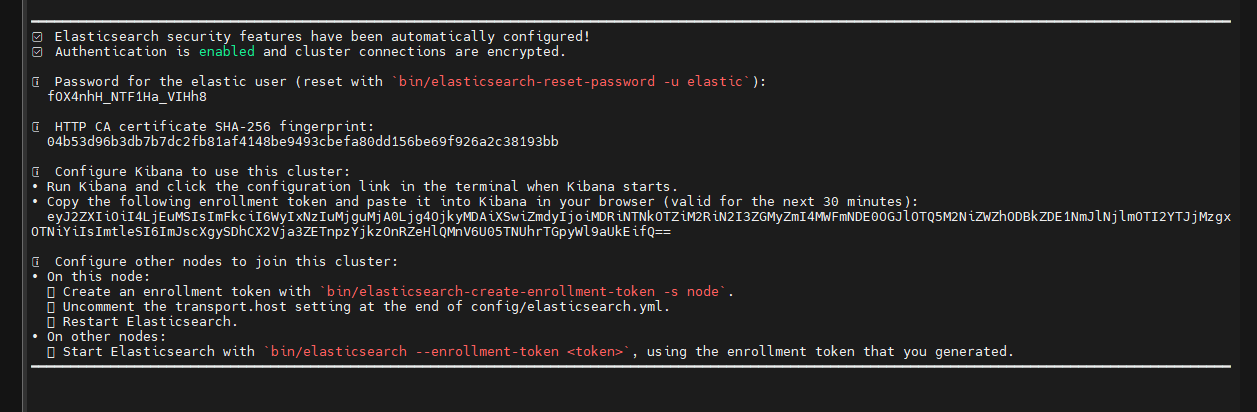 Elasticsearch security features have been automatically configured!
Authentication is enabled and cluster connections are encrypted.
Password for the elastic user (reset with `bin/elasticsearch-reset-password -u elastic`):
fOX4nhH_NTF1Ha_VIHh8
HTTP CA certificate SHA-256 fingerprint:
04b53d96b3db7b7dc2fb81af4148be9493cbefa80dd156be69f926a2c38193bb
Configure Kibana to use this cluster:
• Run Kibana and click the configuration link in the terminal when Kibana starts.
• Copy the following enrollment token and paste it into Kibana in your browser (valid for the next 30 minutes):
eyJ2ZXIiOiI4LjEuMSIsImFkciI6WyIxNzIuMjguMjA0Ljg4OjkyMDAiXSwiZmdyIjoiMDRiNTNkOTZiM2RiN2I3ZGMyZmI4MWFmNDE0OGJlOTQ5M2NiZWZhODBkZDE1NmJlNjlmOTI2YTJjMzgx
OTNiYiIsImtleSI6ImJscXgySDhCX2Vja3ZETnpzYjkzOnRZeHlQMnV6U05TNUhrTGpyWl9aUkEifQ==
Configure other nodes to join this cluster:
• On this node:
Create an enrollment token with `bin/elasticsearch-create-enrollment-token -s node`.
Uncomment the transport.host setting at the end of config/elasticsearch.yml.
Restart Elasticsearch.
• On other nodes:
Start Elasticsearch with `bin/elasticsearch --enrollment-token <token>`, using the enrollment token that you generated.